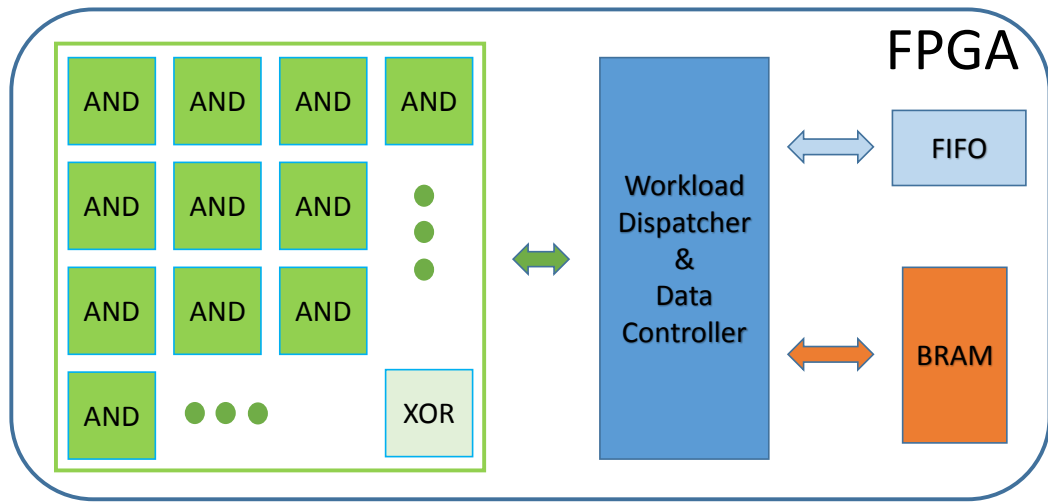 FPGA
AND AND AND AND
AND AND AND
AND AND AND
AND XOR
Workload
Dispatcher
&
Data
Controller
FIFO
BRAM